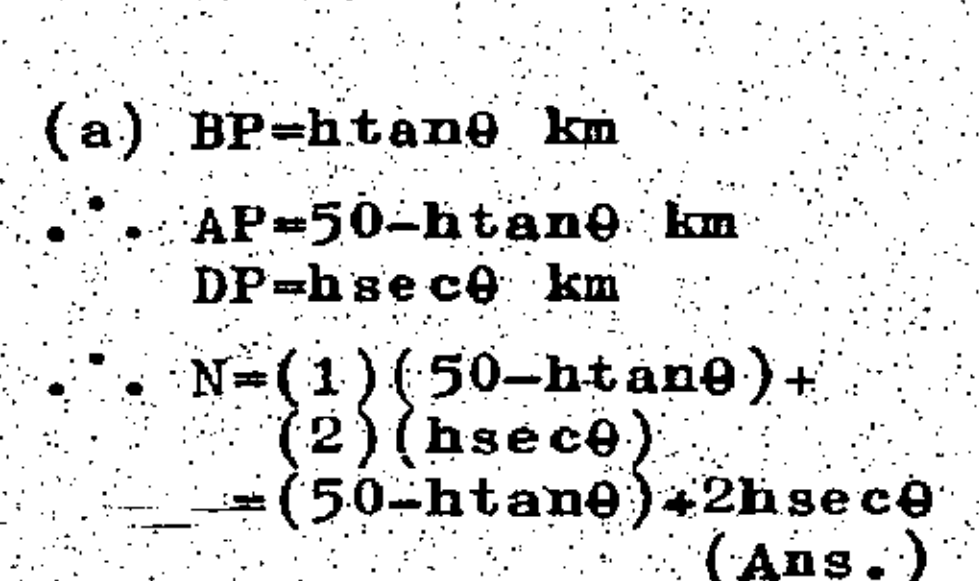 (a) BP=htanθ km
∴ AP=50-htanθ km
DP=hsecθ km
∴ N=(1)(50-htanθ)+
(2)(hsecθ)
=(50-htanθ)+2hsecθ
(Ans.)